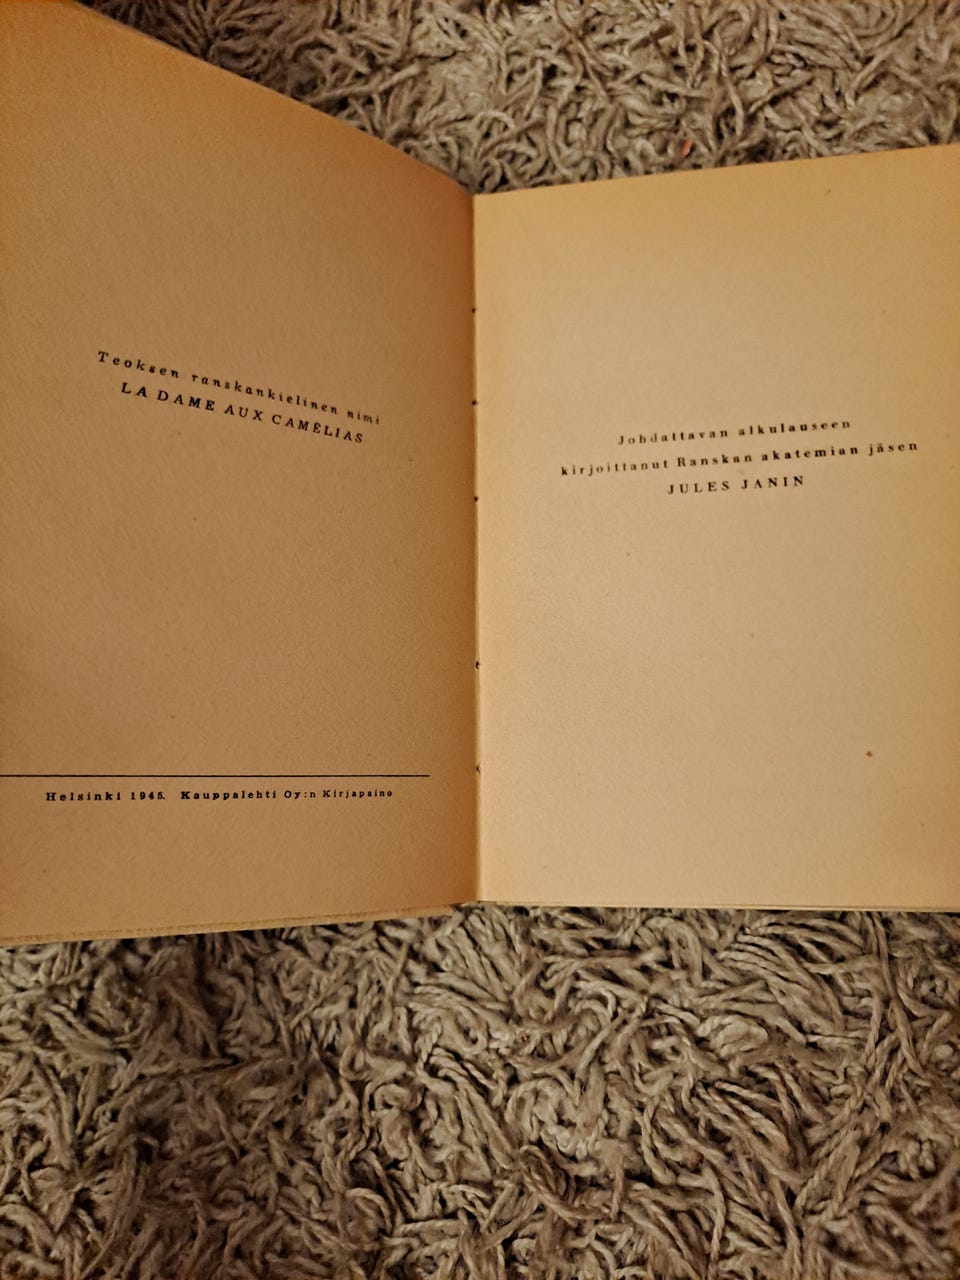 Teoksen ranskankielinen nimi
LA DAME AUX CAMÉLIAS
Helsinki 1945. Kauppalehti Oy:n Kirjapaino
Johdattavan alkulauseen
kirjoittanut Ranskan akatemian jäsen
JULES JANIN